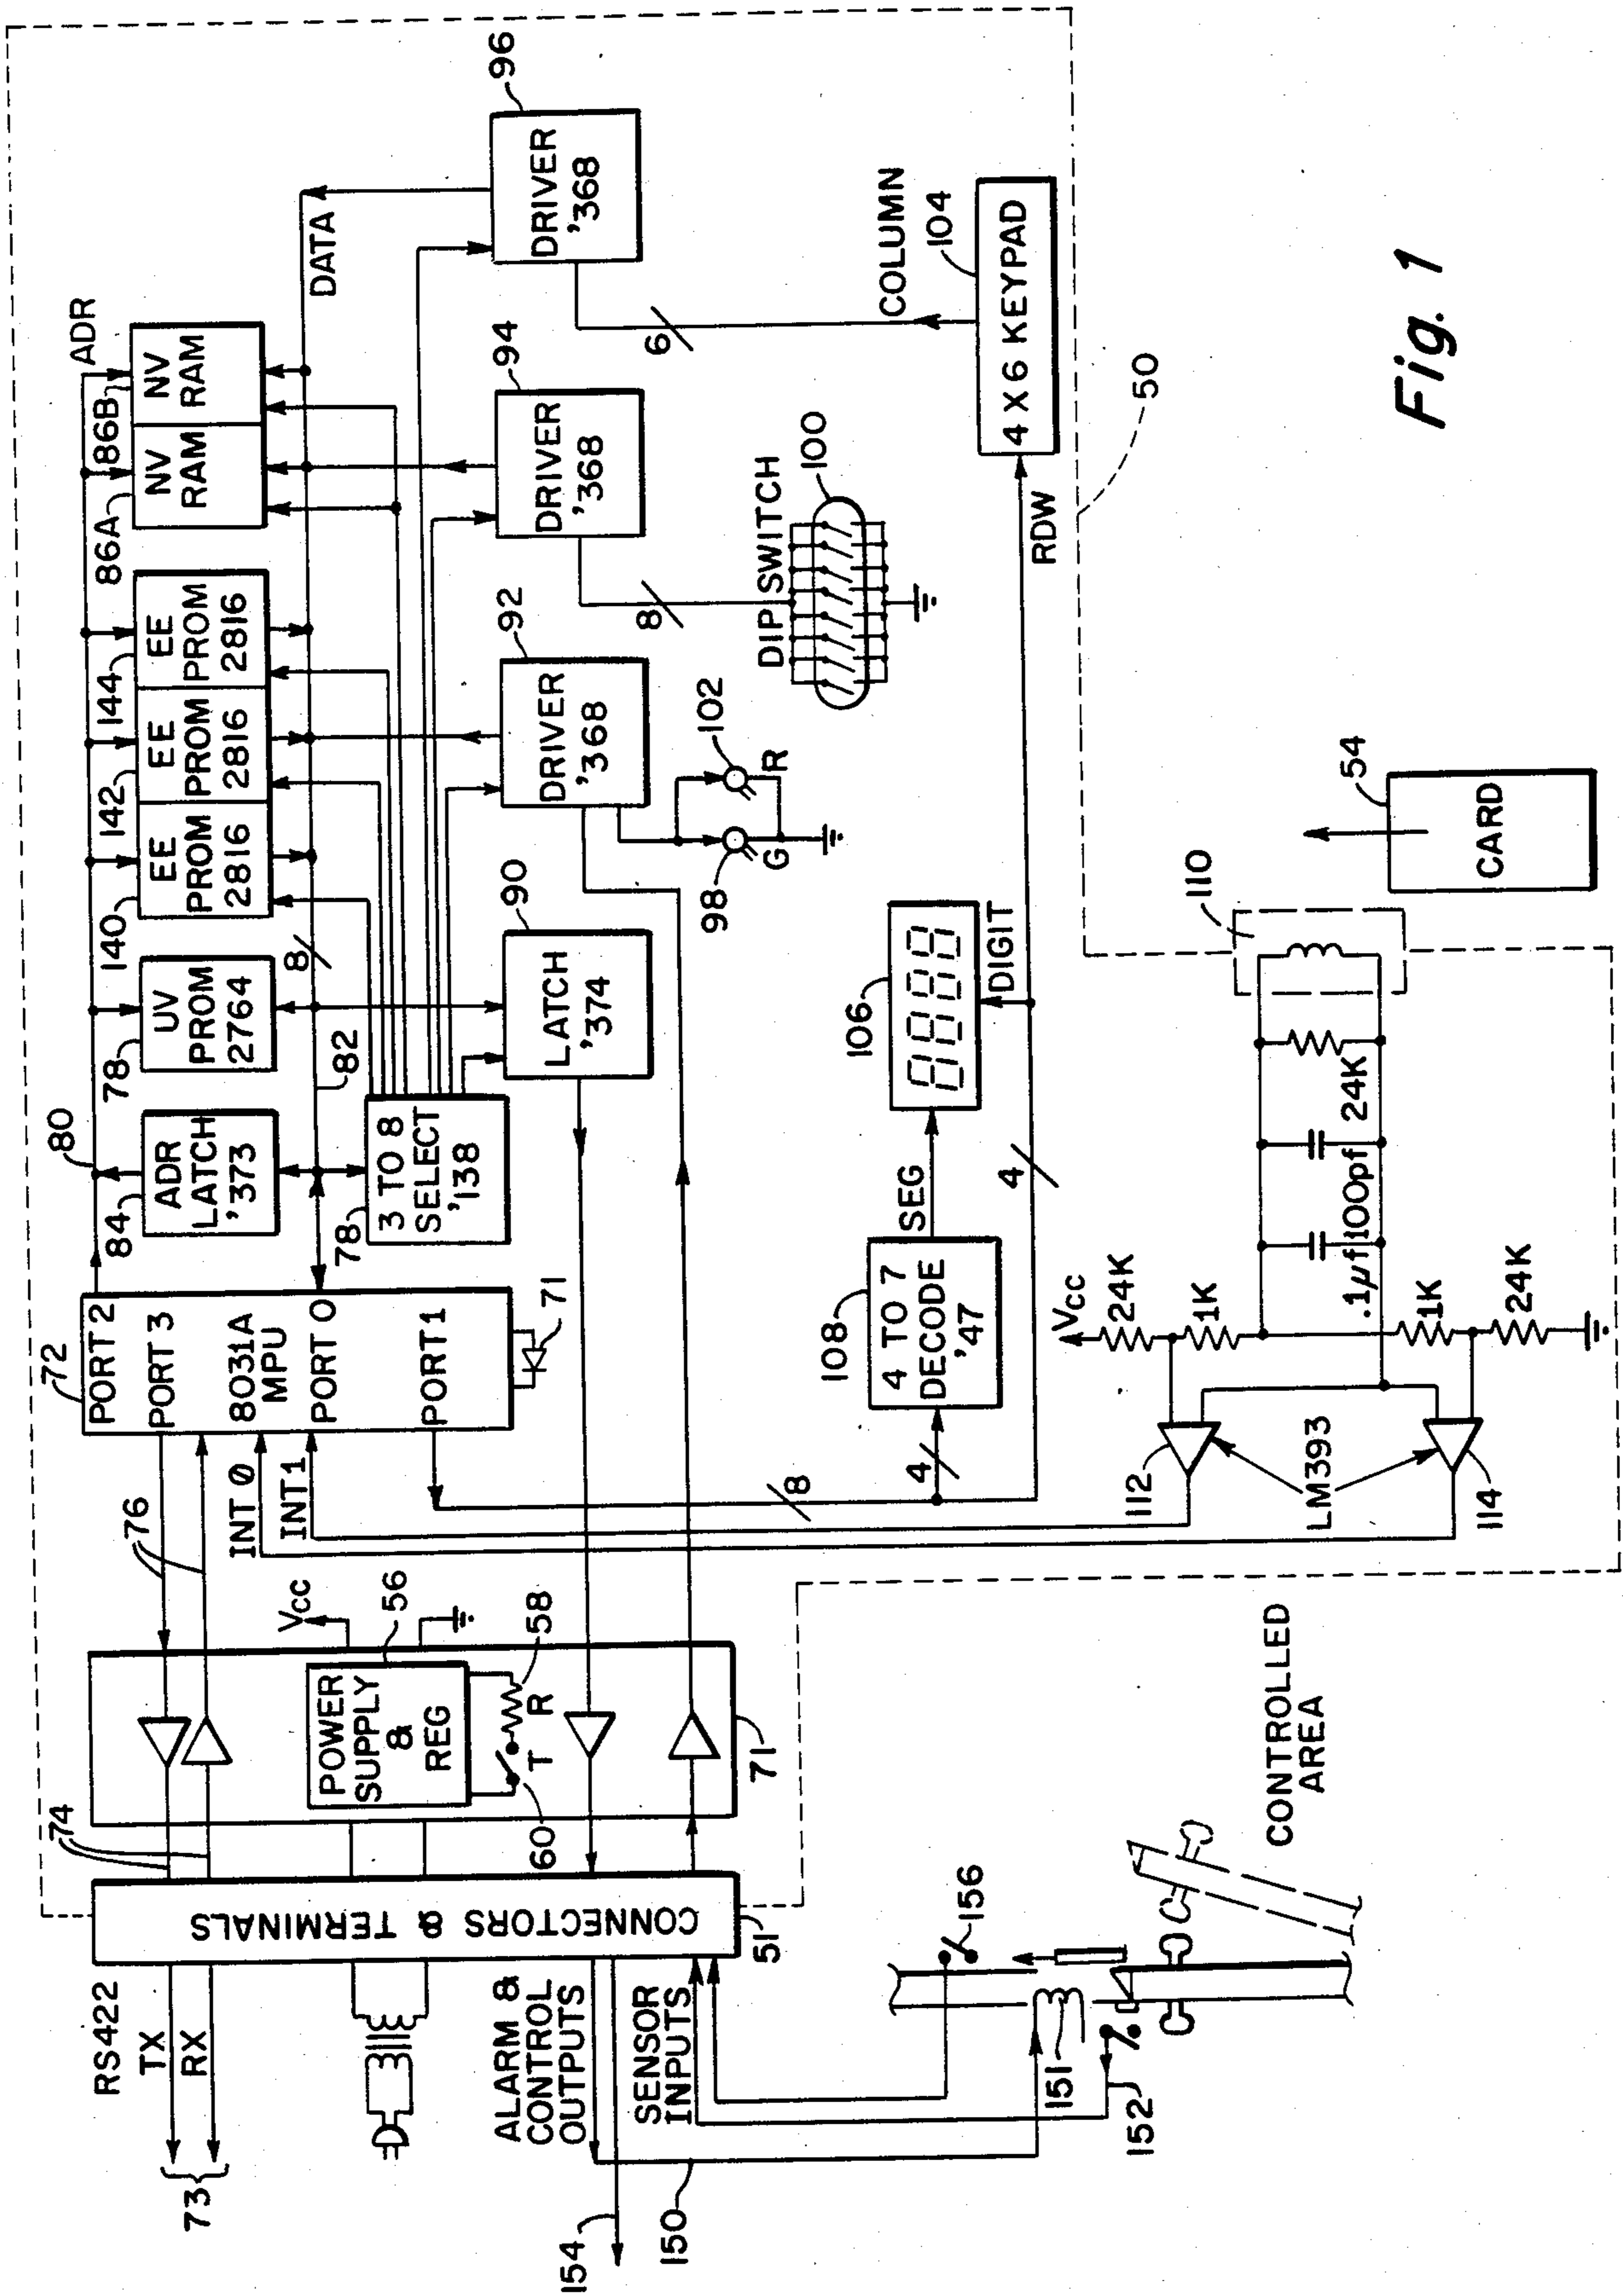 RS422
TX
RX
73
74
76
72
PORT 2
PORT 3
8031A
MPU
PORT 0
PORT 1
INT 0
INT 1
71
80
84
ADR
LATCH
'373
78
UV
PROM
2764
140
EE
PROM
2816
142
EE
PROM
2816
144
EE
PROM
2816
86A
NV
RAM
86B
NV
RAM
ADR
DATA
8
82
78
3 TO 8
SELECT
'138
CONNECTORS & TERMINALS
51
POWER
SUPPLY
&
REG
Vcc
56
58
R
T
60
71
90
LATCH
'374
92
DRIVER
'368
94
DRIVER
'368
96
DRIVER
'368
98
G
102
R
8
DIP SWITCH
100
6
COLUMN
104
4 X 6 KEYPAD
RDW
ALARM &
CONTROL
OUTPUTS
SENSOR
INPUTS
154
150
8
4
108
4 TO 7
DECODE
'47
SEG
106
DIGIT
4
50
156
151
152
CONTROLLED
AREA
112
LM393
114
Vcc
24K
1K
1K
24K
.1µf
100pf
24K
110
54
CARD
Fig. 1